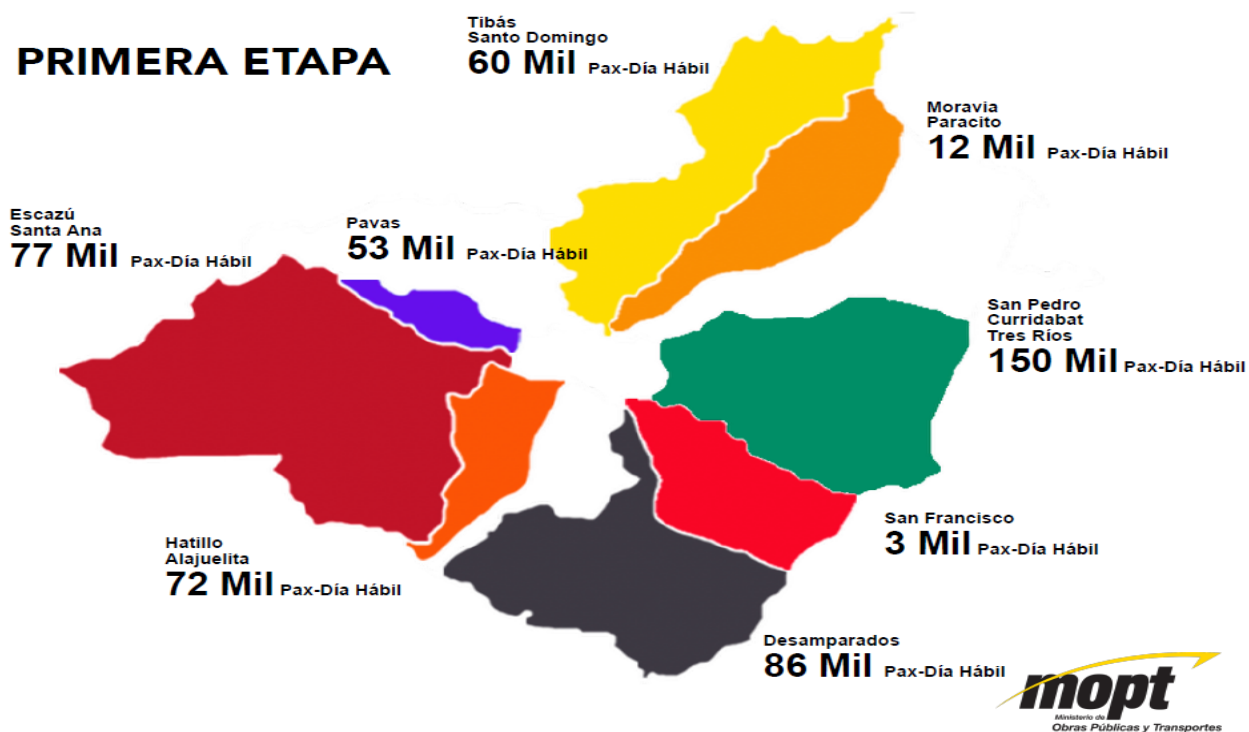 PRIMERA ETAPA
Tibás
Santo Domingo
60 Mil Pax-Día Hábil
Moravia
Paracito
12 Mil Pax-Día Hábil
Escazú
Santa Ana
77 Mil Pax-Día Hábil
Pavas
53 Mil Pax-Día Hábil
San Pedro
Curridabat
Tres Ríos
150 Mil Pax-Día Hábil
San Francisco
3 Mil Pax-Día Hábil
Hatillo
Alajuelita
72 Mil Pax-Día Hábil
Desamparados
86 Mil Pax-Día Hábil
mopt
Ministerio de
Obras Públicas y Transportes